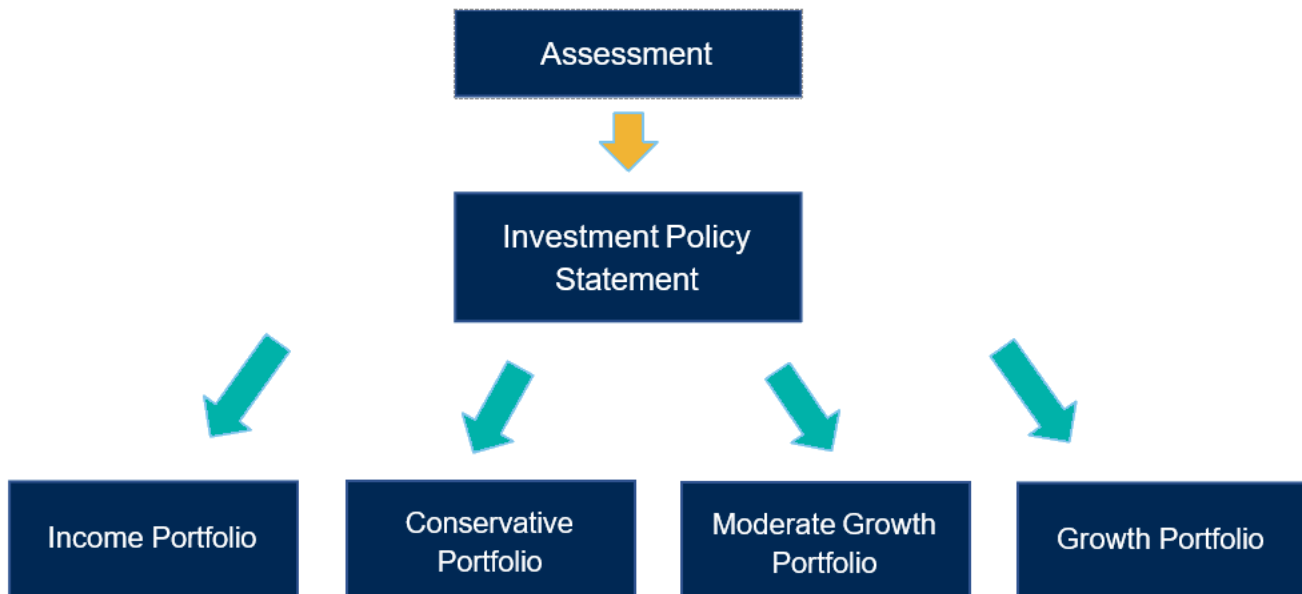 Assessment
Investment Policy
Statement
Income Portfolio
Conservative
Portfolio
Moderate Growth
Portfolio
Growth Portfolio